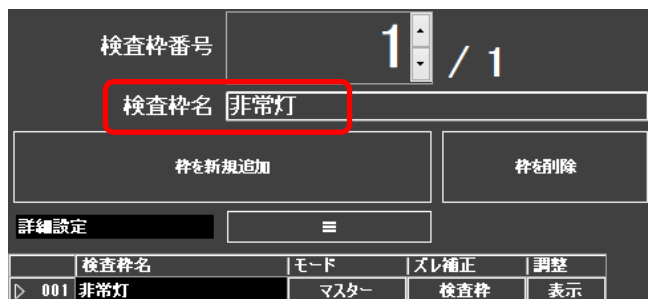 検査枠番号 1 / 1
検査枠名 非常灯
枠を新規追加 枠を削除
詳細設定 ≡
検査枠名 モード ズレ補正 調整
▷ 001 非常灯 マスター 検査枠 表示